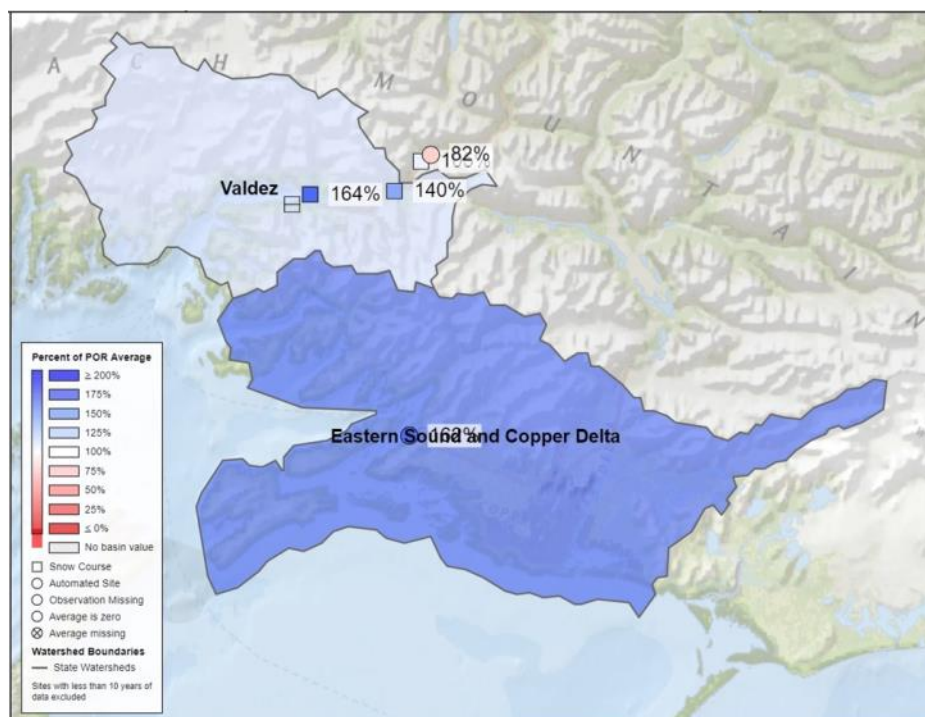 A C H M O U N T A I N
82%
Valdez
164%
140%
Eastern Sound and Copper Delta
Percent of POR Average
≥ 200%
175%
150%
125%
100%
75%
50%
25%
≤ 0%
No basin value
Snow Course
Automated Site
Observation Missing
Average is zero
Average missing
Watershed Boundaries
State Watersheds
Sites with less than 10 years of
data excluded